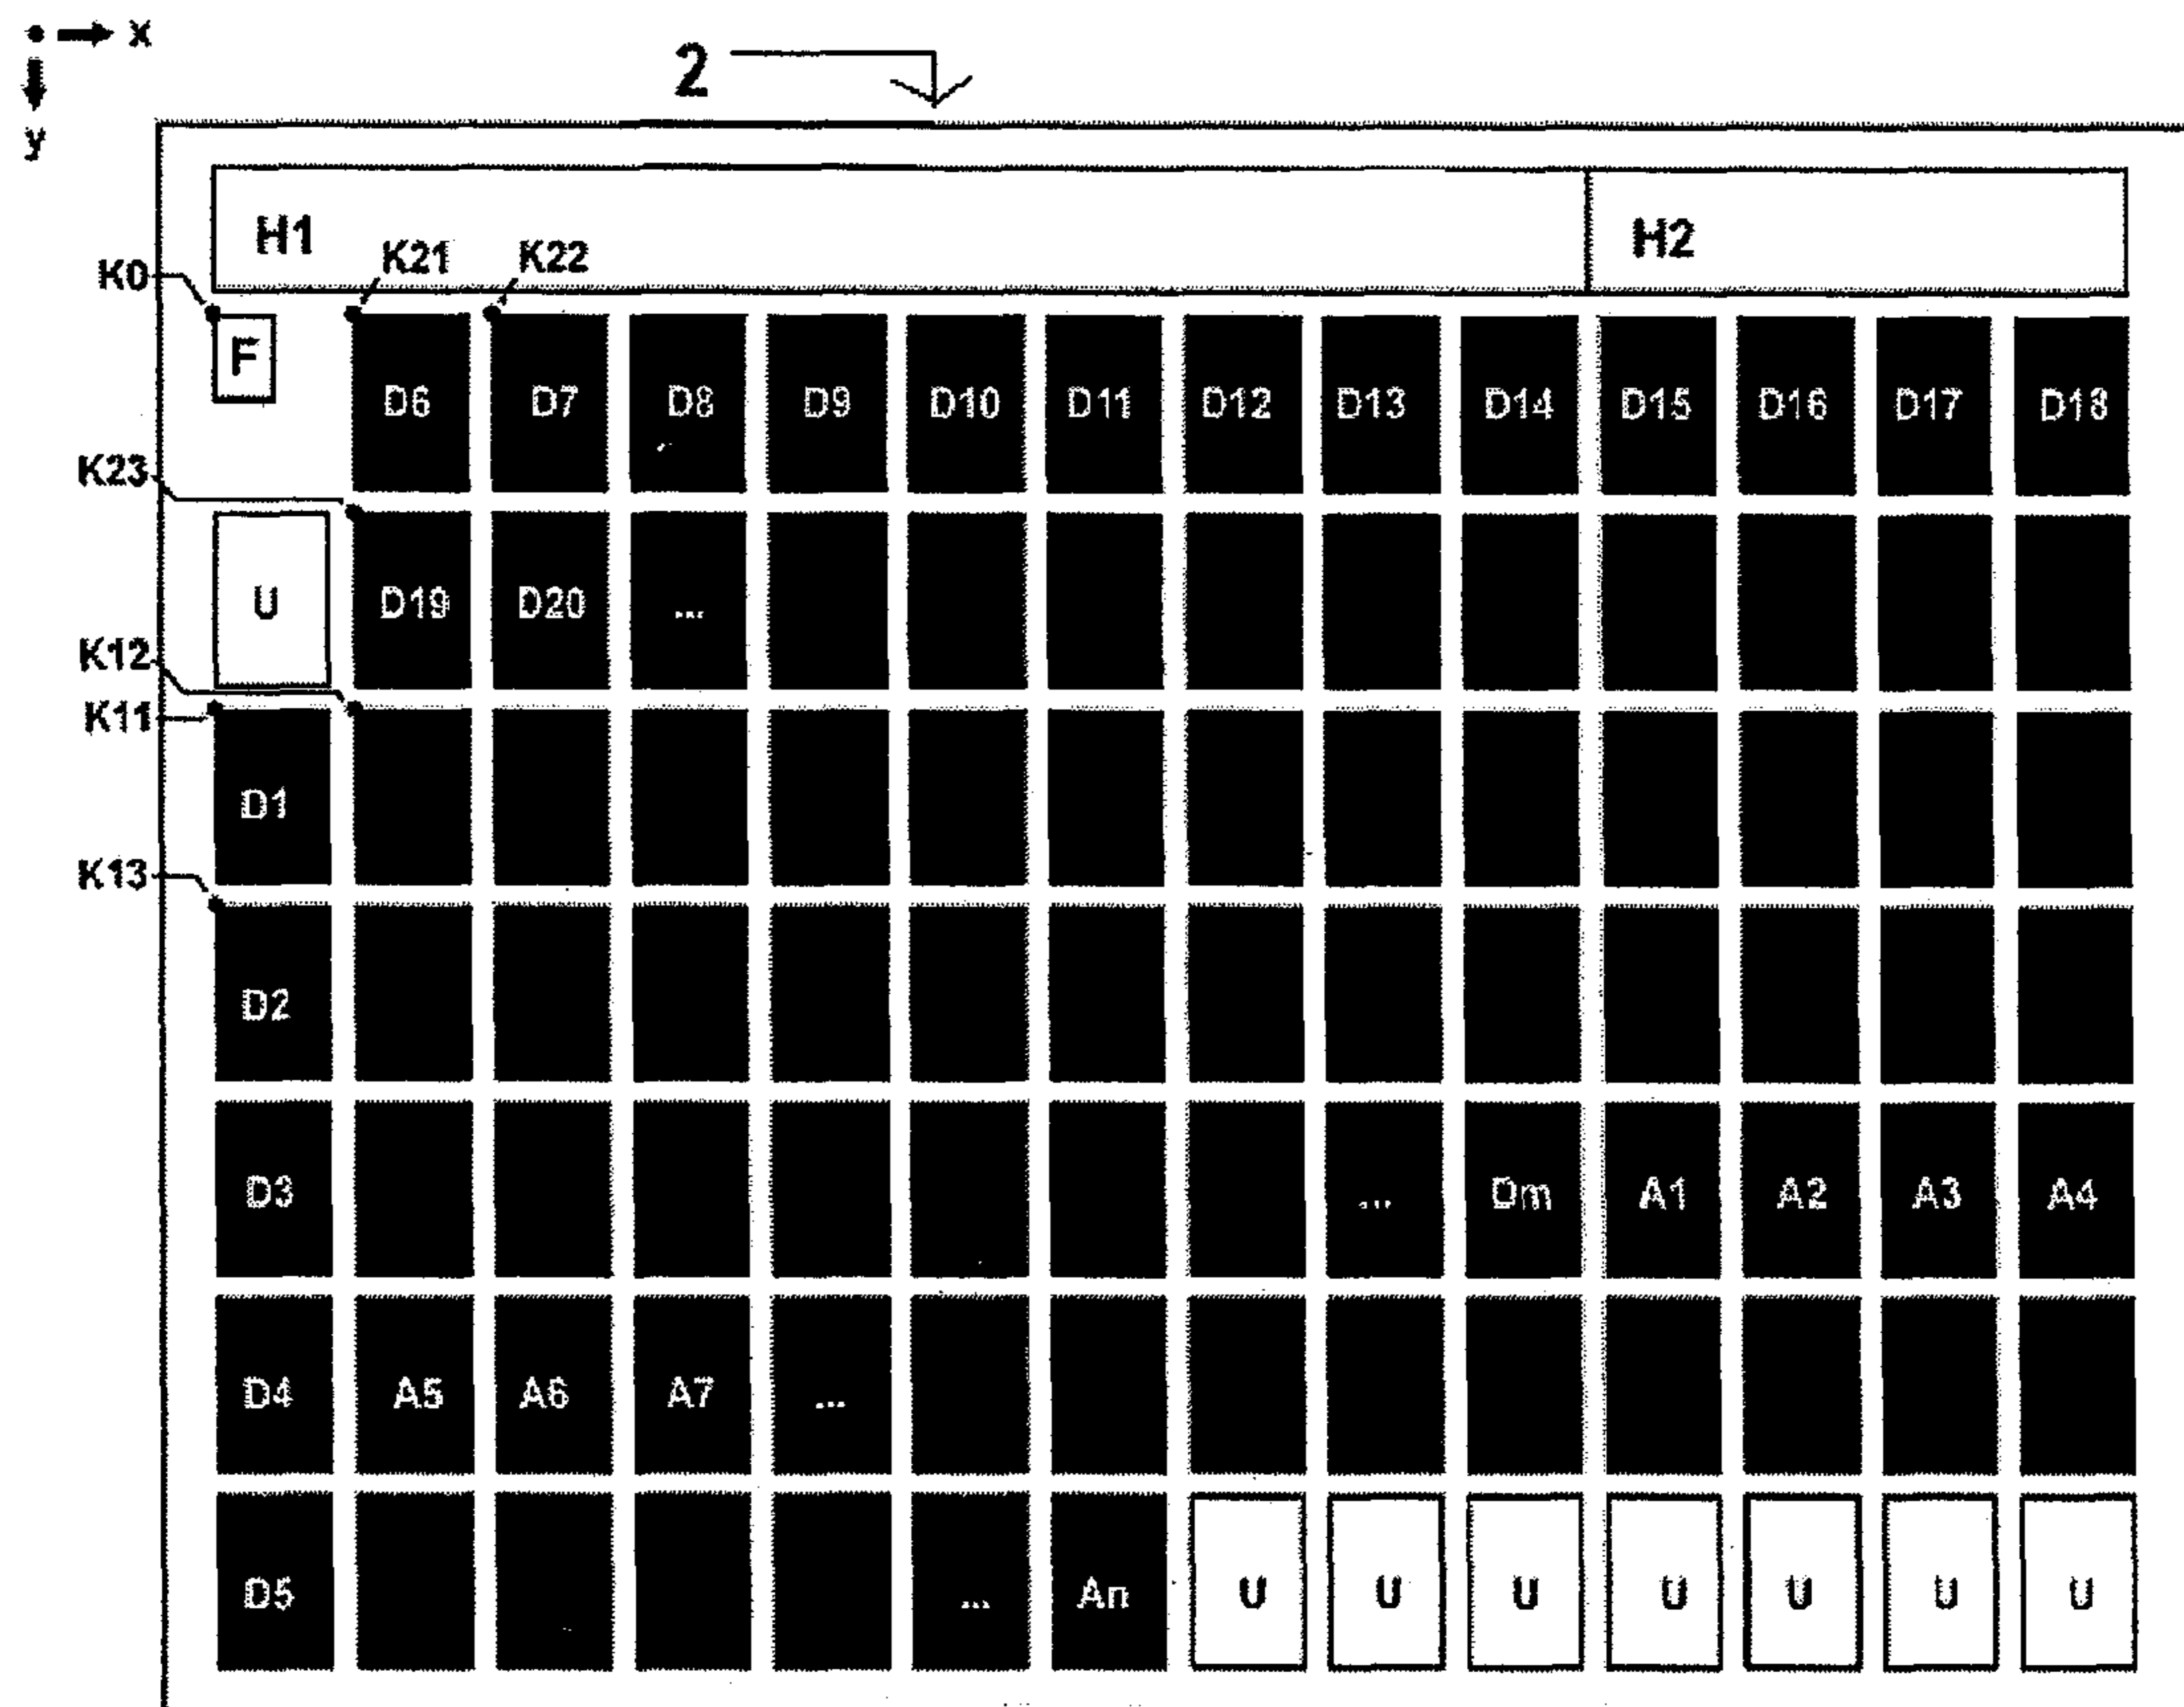 x
2
y
H1 H2
K0 K21 K22
F D6 D7 D8 D9 D10 D11 D12 D13 D14 D15 D16 D17 D18
K23
U D19 D20 ...
K12
K11
D1
K13
D2
D3 ... Dm A1 A2 A3 A4
D4 A5 A6 A7 ...
D5 ... An U U U U U U U